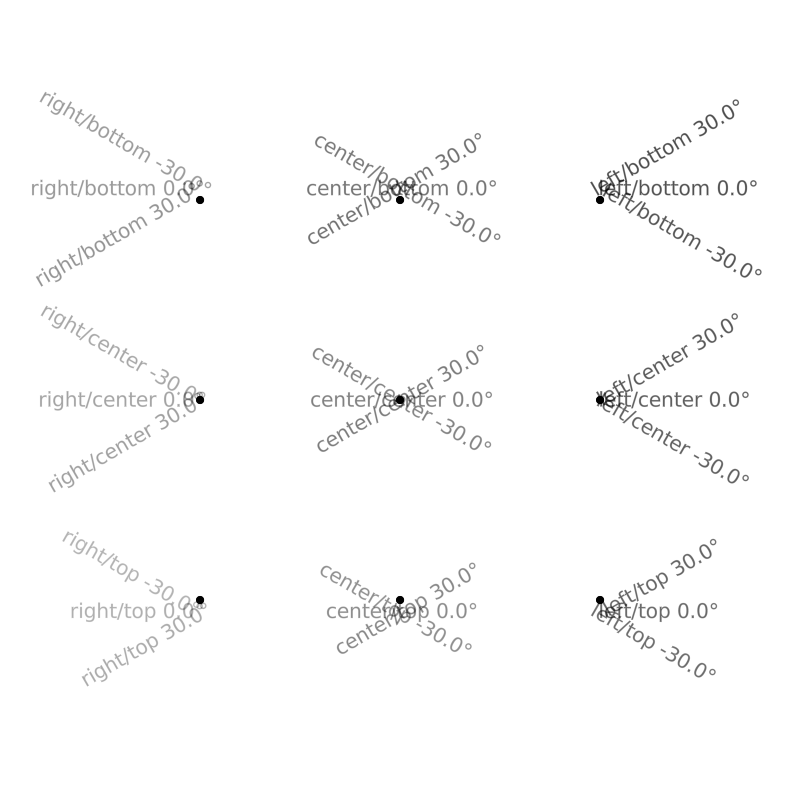 right/bottom -30.0°
right/bottom 0.0°
right/bottom 30.0°
center/bottom 30.0°
center/bottom 0.0°
center/bottom -30.0°
left/bottom 30.0°
left/bottom 0.0°
left/bottom -30.0°
right/center -30.0°
right/center 0.0°
right/center 30.0°
center/center 30.0°
center/center 0.0°
center/center -30.0°
left/center 30.0°
left/center 0.0°
left/center -30.0°
right/top -30.0°
right/top 0.0°
right/top 30.0°
center/top 30.0°
center/top 0.0°
center/top -30.0°
left/top 30.0°
left/top 0.0°
left/top -30.0°